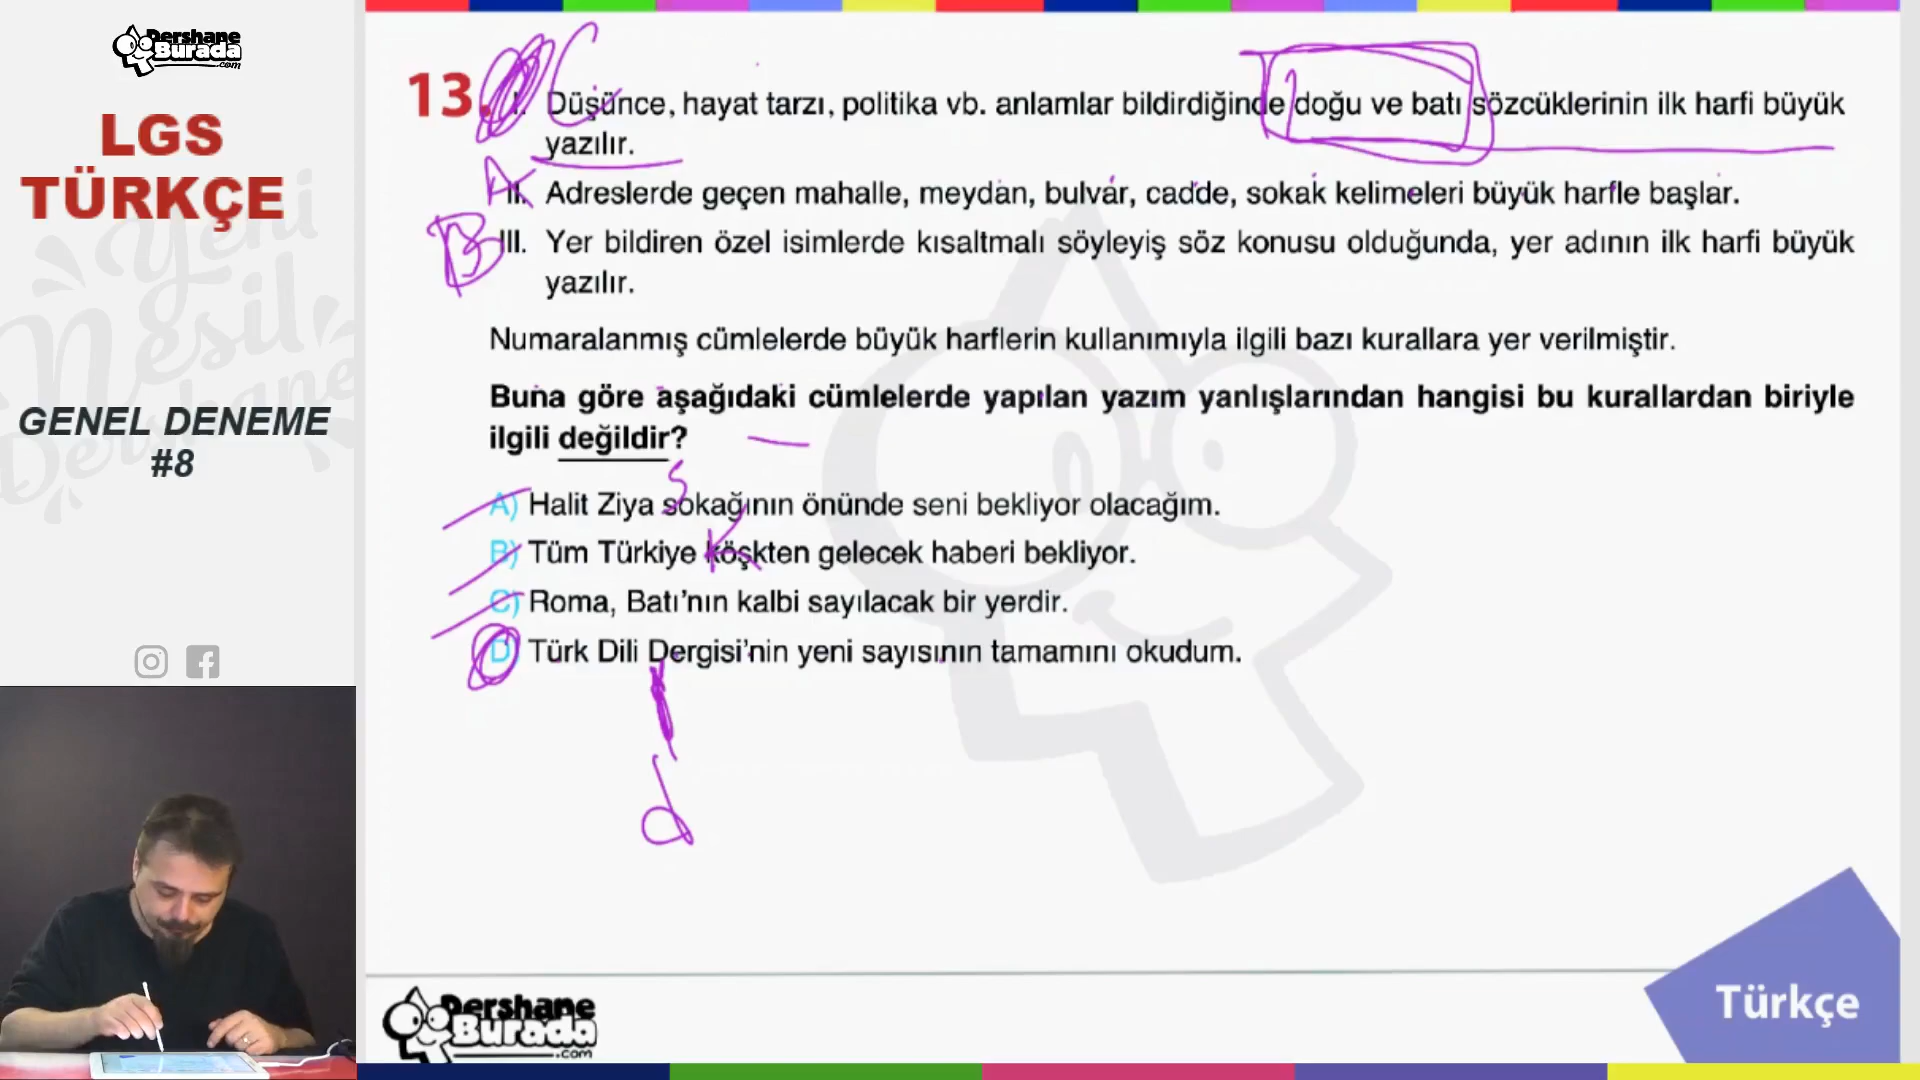 Dershane
Burada
.com
LGS
TÜRKÇE
Yeni
Nesil
Dershane
GENEL DENEME
#8
13.
C
I. Düşünce, hayat tarzı, politika vb. anlamlar bildirdiğinde doğu ve batı sözcüklerinin ilk harfi büyük
yazılır.
A
II. Adreslerde geçen mahalle, meydan, bulvar, cadde, sokak kelimeleri büyük harfle başlar.
B
III. Yer bildiren özel isimlerde kısaltmalı söyleyiş söz konusu olduğunda, yer adının ilk harfi büyük
yazılır.
Numaralanmış cümlelerde büyük harflerin kullanımıyla ilgili bazı kurallara yer verilmiştir.
Buna göre aşağıdaki cümlelerde yapılan yazım yanlışlarından hangisi bu kurallardan biriyle
ilgili değildir?
S
A) Halit Ziya sokağının önünde seni bekliyor olacağım.
K
B) Tüm Türkiye köşkten gelecek haberi bekliyor.
C) Roma, Batı’nın kalbi sayılacak bir yerdir.
D) Türk Dili Dergisi’nin yeni sayısının tamamını okudum.
d
Dershane
Burada
.com
Türkçe